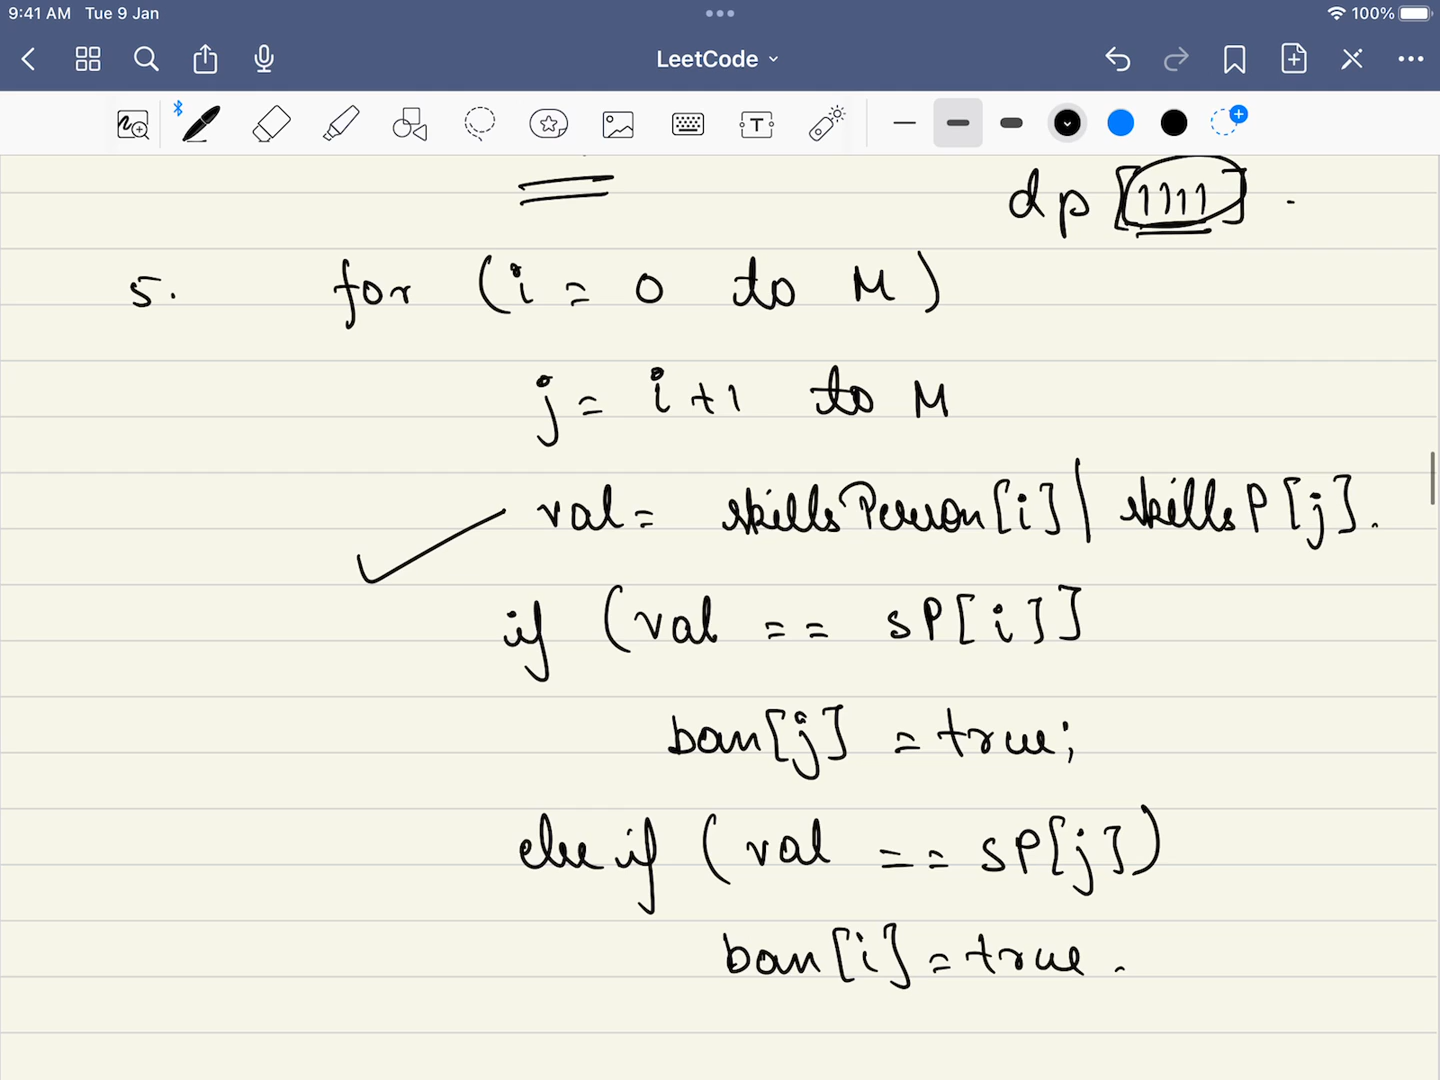 9:41 AM Tue 9 Jan
100%
LeetCode
T
dp [1111] .
5. for (i = 0 to M)
j = i+1 to M
val = skillsPerson[i] | skillsP[j].
if (val == sP[i]]
ban[j] = true;
else if (val == sP[j])
ban[i] = true.